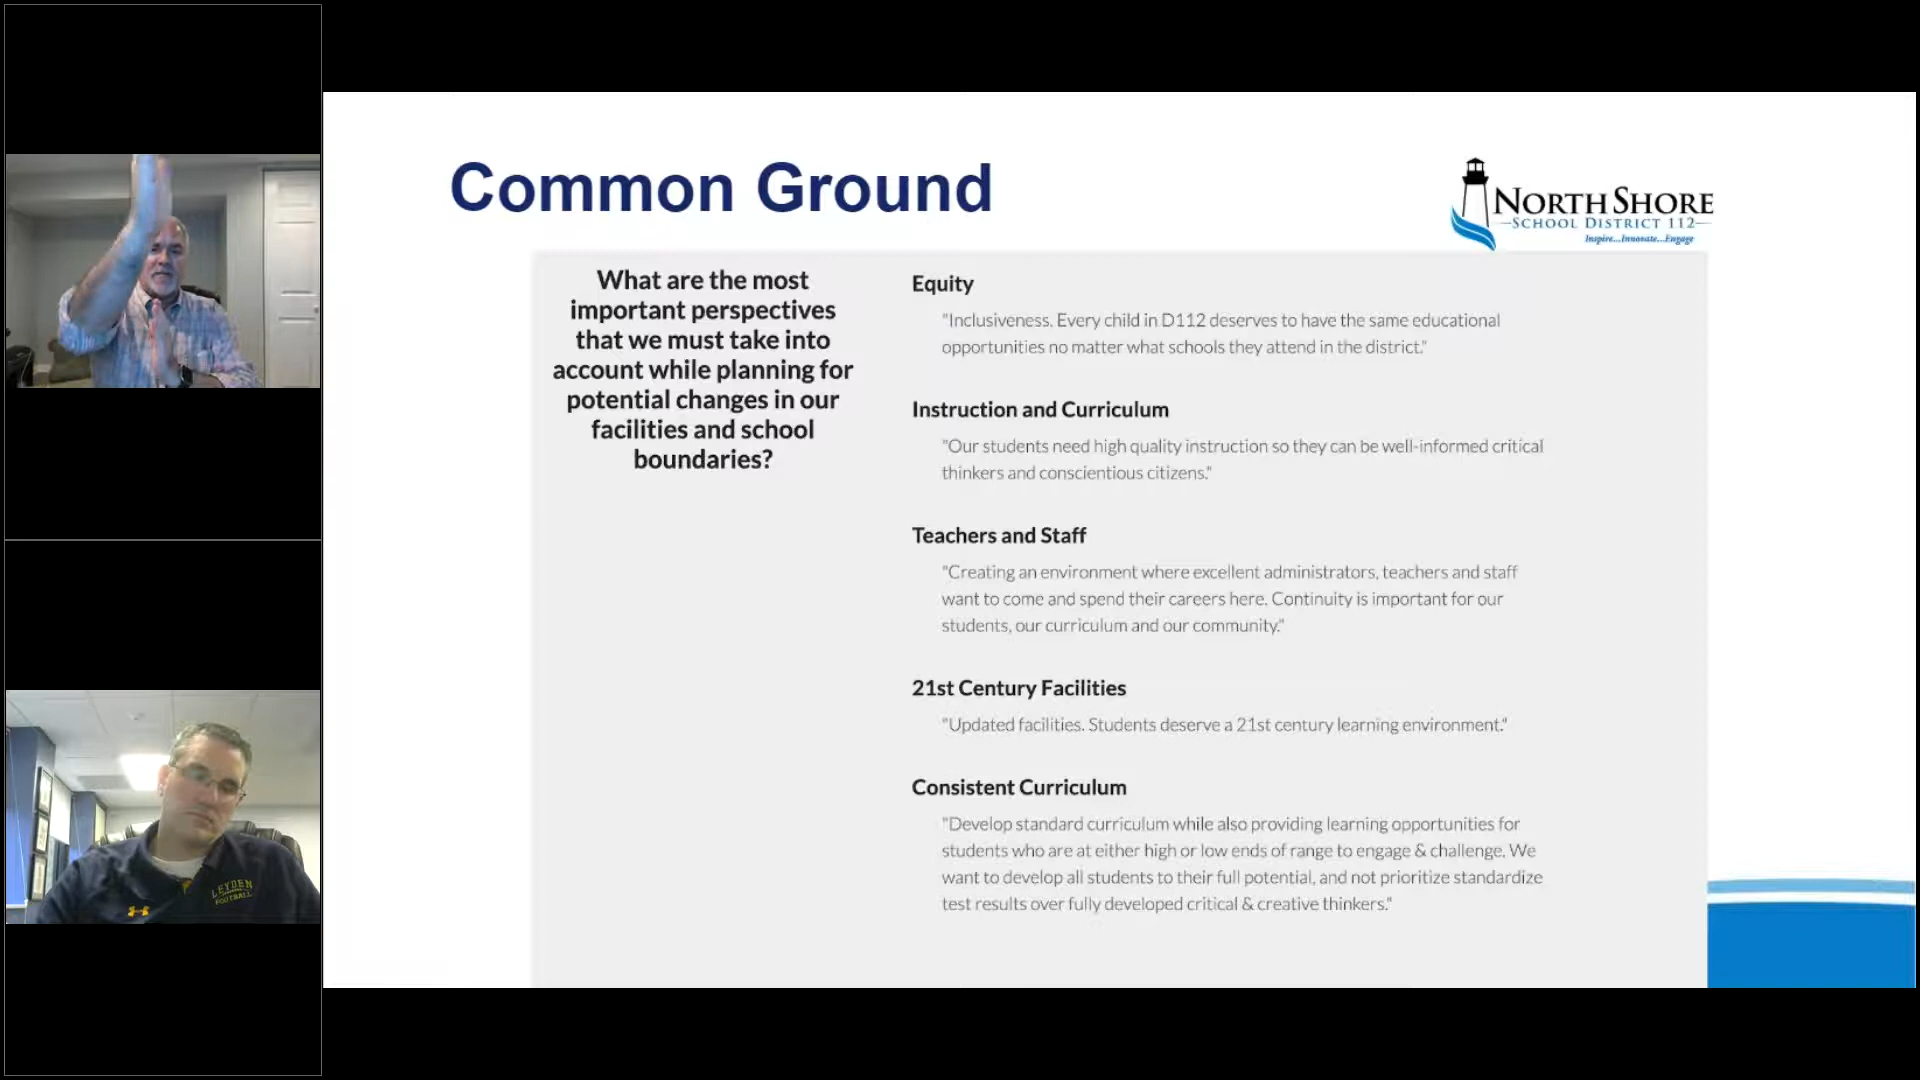 Common Ground
NORTH SHORE
SCHOOL DISTRICT 112
Inspire...Innovate...Engage
What are the most
important perspectives
that we must take into
account while planning for
potential changes in our
facilities and school
boundaries?
Equity
"Inclusiveness. Every child in D112 deserves to have the same educational
opportunities no matter what schools they attend in the district."
Instruction and Curriculum
"Our students need high quality instruction so they can be well-informed critical
thinkers and conscientious citizens."
Teachers and Staff
"Creating an environment where excellent administrators, teachers and staff
want to come and spend their careers here. Continuity is important for our
students, our curriculum and our community."
21st Century Facilities
"Updated facilities. Students deserve a 21st century learning environment."
Consistent Curriculum
"Develop standard curriculum while also providing learning opportunities for
students who are at either high or low ends of range to engage & challenge. We
want to develop all students to their full potential, and not prioritize standardize
test results over fully developed critical & creative thinkers."
LEYDEN
FOOTBALL